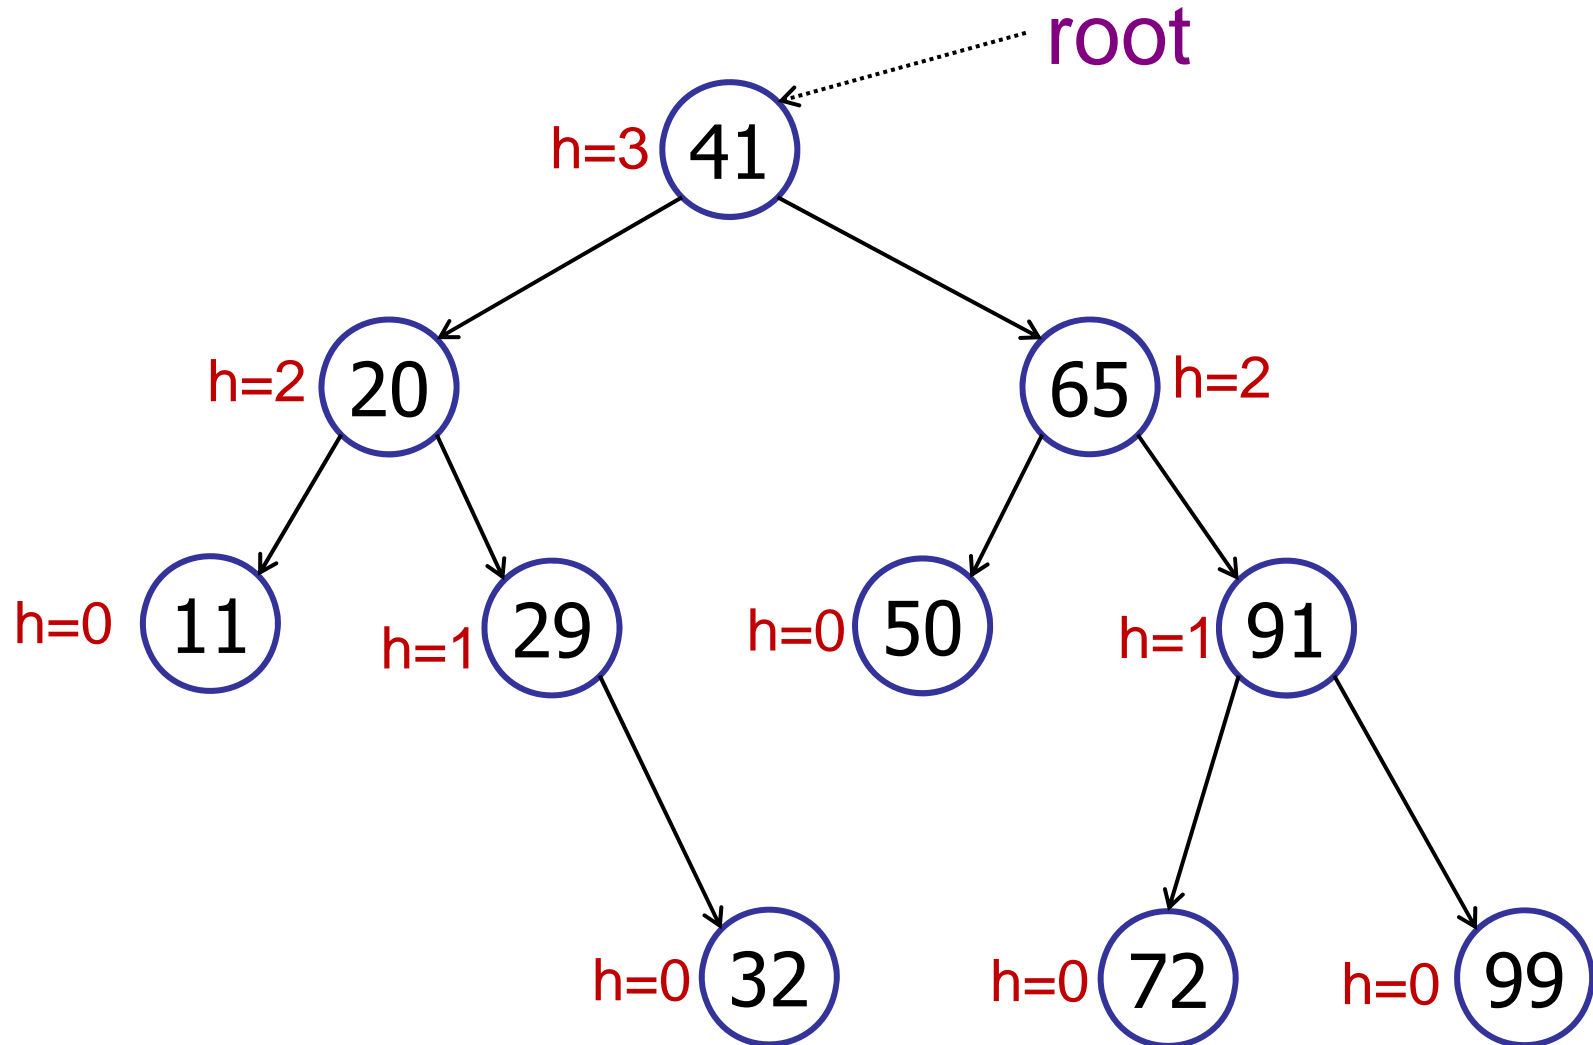 root
h=3 41
h=2 20 65 h=2
h=0 11 h=1 29 h=0 50 h=1 91
h=0 32 h=0 72 h=0 99